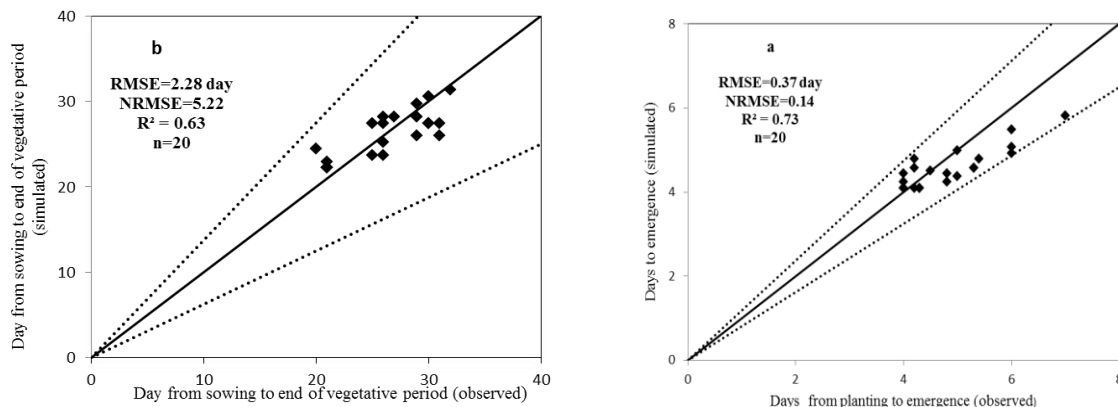 40
30
20
10
0
Day from sowing to end of vegetative period
(simulated)
b
RMSE=2.28 day
NRMSE=5.22
R² = 0.63
n=20
0 10 20 30 40
Day from sowing to end of vegetative period (observed)
8
6
4
2
0
Days to emergence (simulated)
a
RMSE=0.37 day
NRMSE=0.14
R² = 0.73
n=20
0 2 4 6 8
Days from planting to emergence (observed)